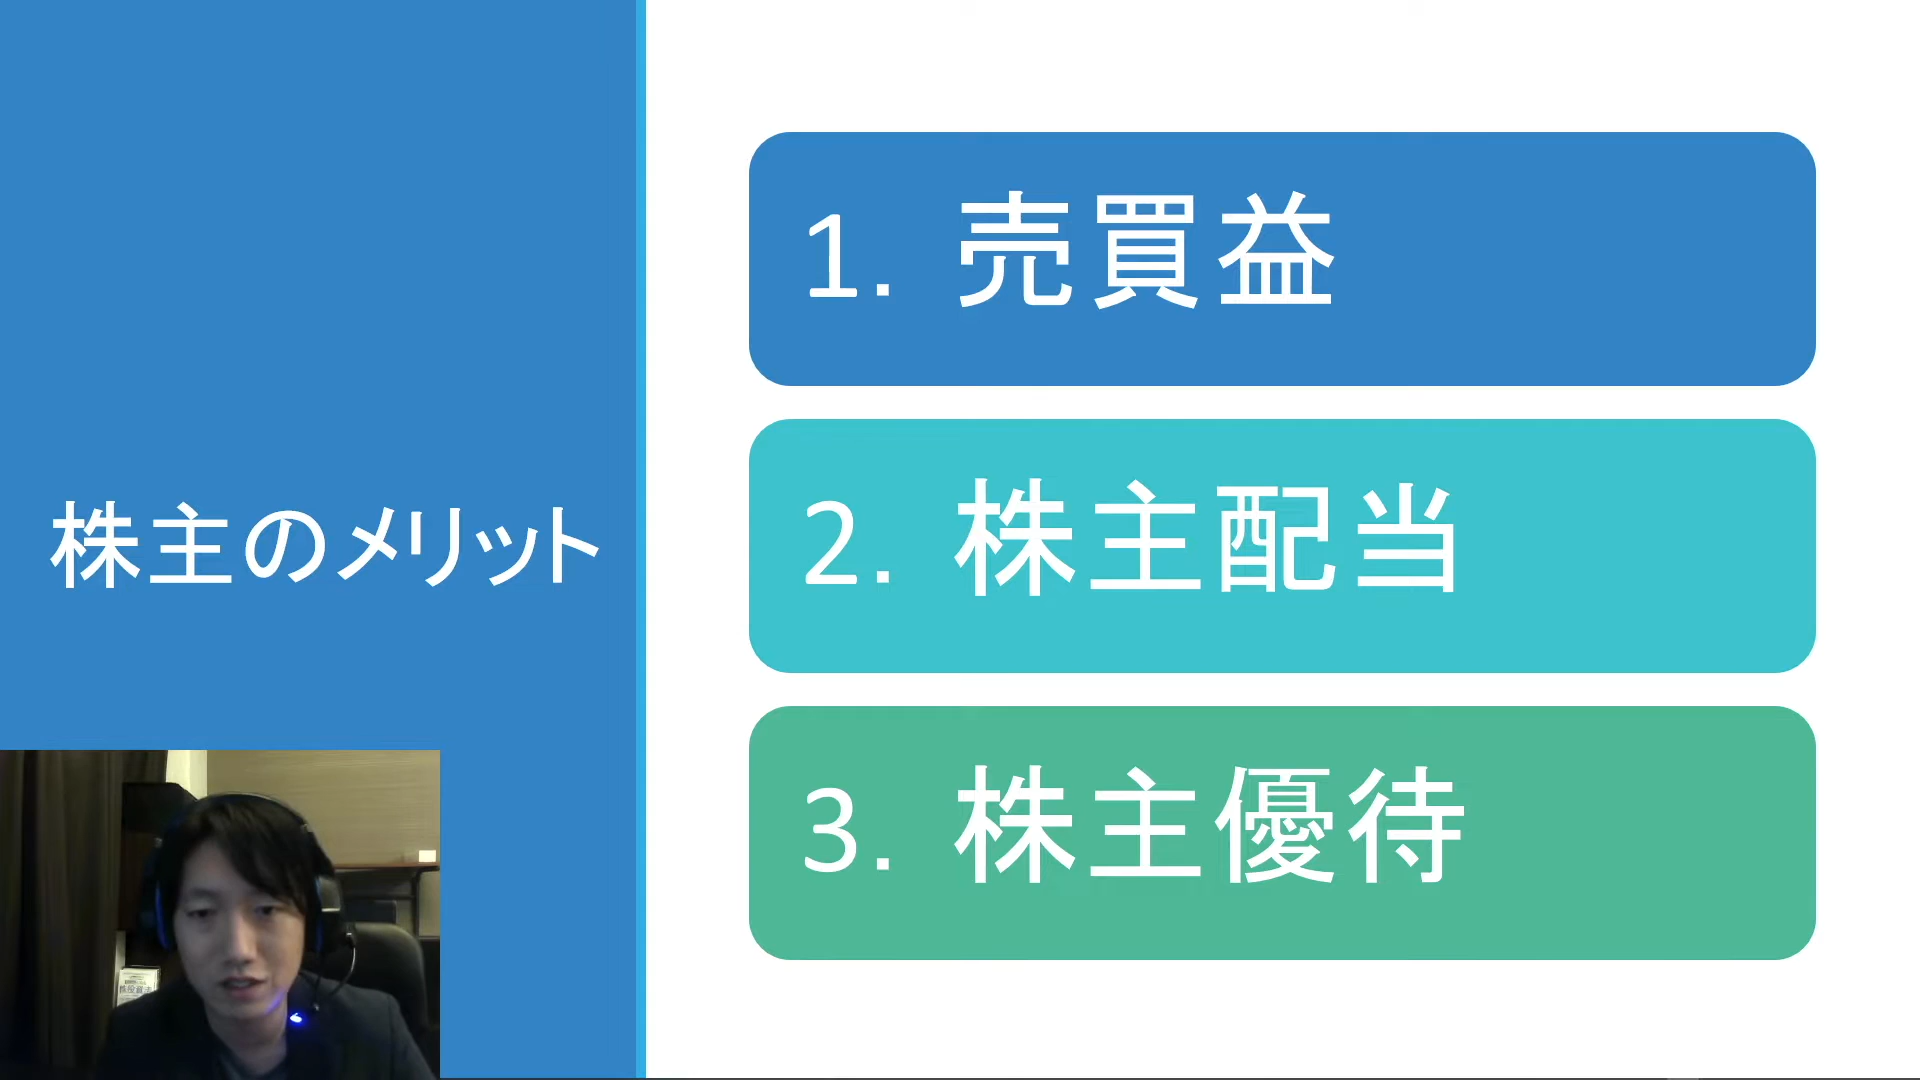 株主のメリット
1. 売買益
2. 株主配当
3. 株主優待